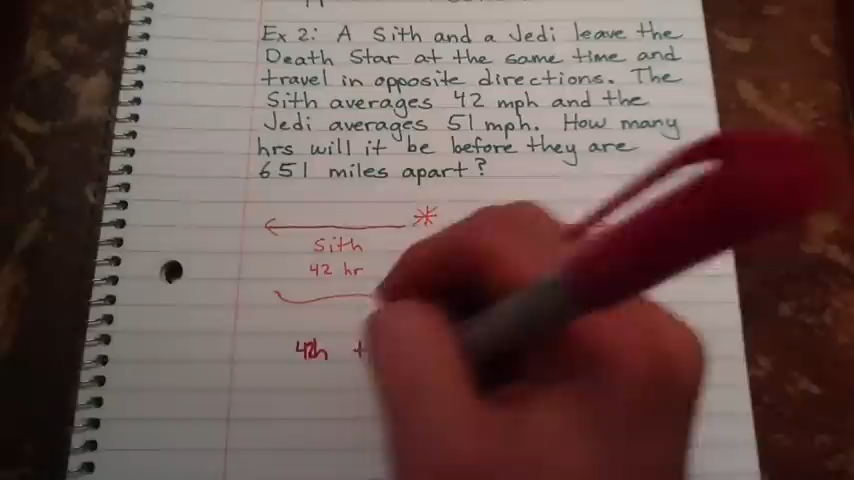 Ex 2: A Sith and a Jedi leave the
Death Star at the same time and
travel in opposite directions. The
Sith averages 42 mph and the
Jedi averages 51 mph. How many
hrs will it be before they are
651 miles apart?
Sith
42 hr
42h +